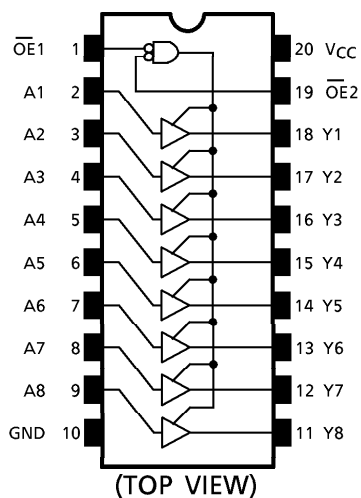 O̅E̅1 1 20 VCC
A1 2 19 O̅E̅2
A2 3 18 Y1
A3 4 17 Y2
A4 5 16 Y3
A5 6 15 Y4
A6 7 14 Y5
A7 8 13 Y6
A8 9 12 Y7
GND 10 11 Y8
(TOP VIEW)